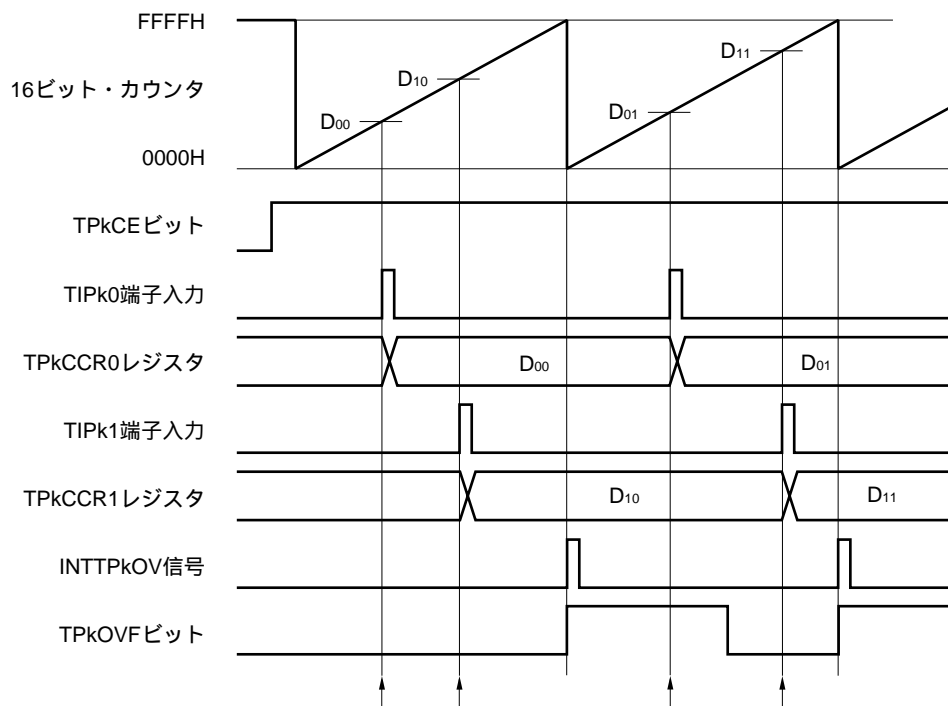 FFFFH
D11
D10
16ビット・カウンタ
D00
D01
0000H
TPkCEビット
TIPk0端子入力
TPkCCR0レジスタ
D00
D01
TIPk1端子入力
TPkCCR1レジスタ
D10
D11
INTTPkOV信号
TPkOVFビット